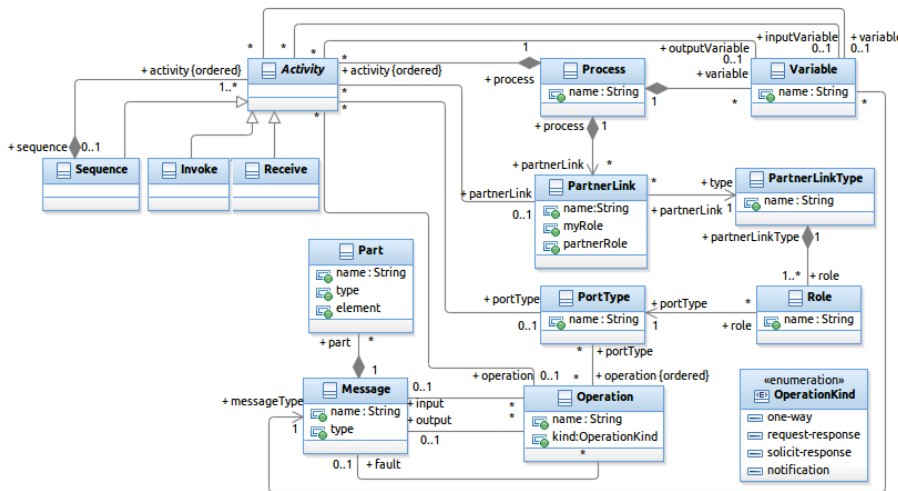 + inputVariable
+ variable
* * * * 1 + outputVariable 0..1 0..1
+ activity {ordered} Activity + activity {ordered} Process 0..1 Variable
+ process + variable
1..* name : String 1 * name : String
* * *
+ sequence 0..1 * + process 1 *
Sequence Invoke Receive + partnerLink *
+ partnerLink PartnerLink * + type PartnerLinkType
0..1 name:String + partnerLink 1 name : String
myRole
partnerRole + partnerLinkType 1
Part
name : String 1..* + role
type + portType PortType + portType * Role
element 0..1 name : String 1 + role name : String
+ part * * + portType
1 + operation 0..1 * + operation {ordered}
Message 0..1 Operation «enumeration»
+ messageType name : String + input * name : String OperationKind
1 type + output * kind:OperationKind one-way
0..1 * request-response
0..1 + fault solicit-response
notification